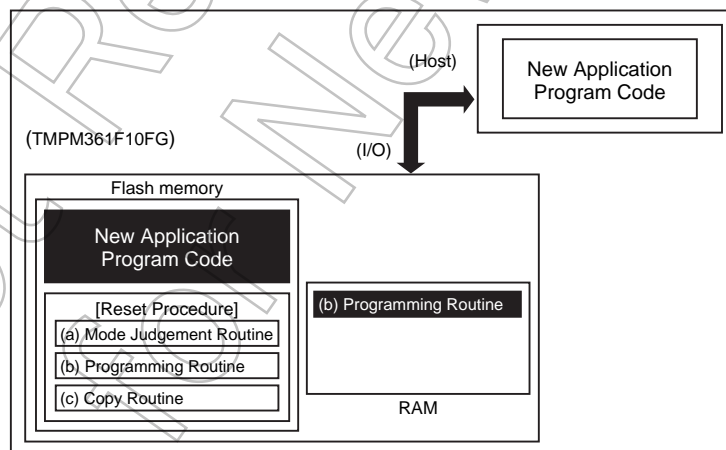 (Host)
New Application
Program Code
(TMPM361F10FG)
(I/O)
Flash memory
New Application
Program Code
[Reset Procedure]
(a) Mode Judgement Routine
(b) Programming Routine
(c) Copy Routine
(b) Programming Routine
RAM